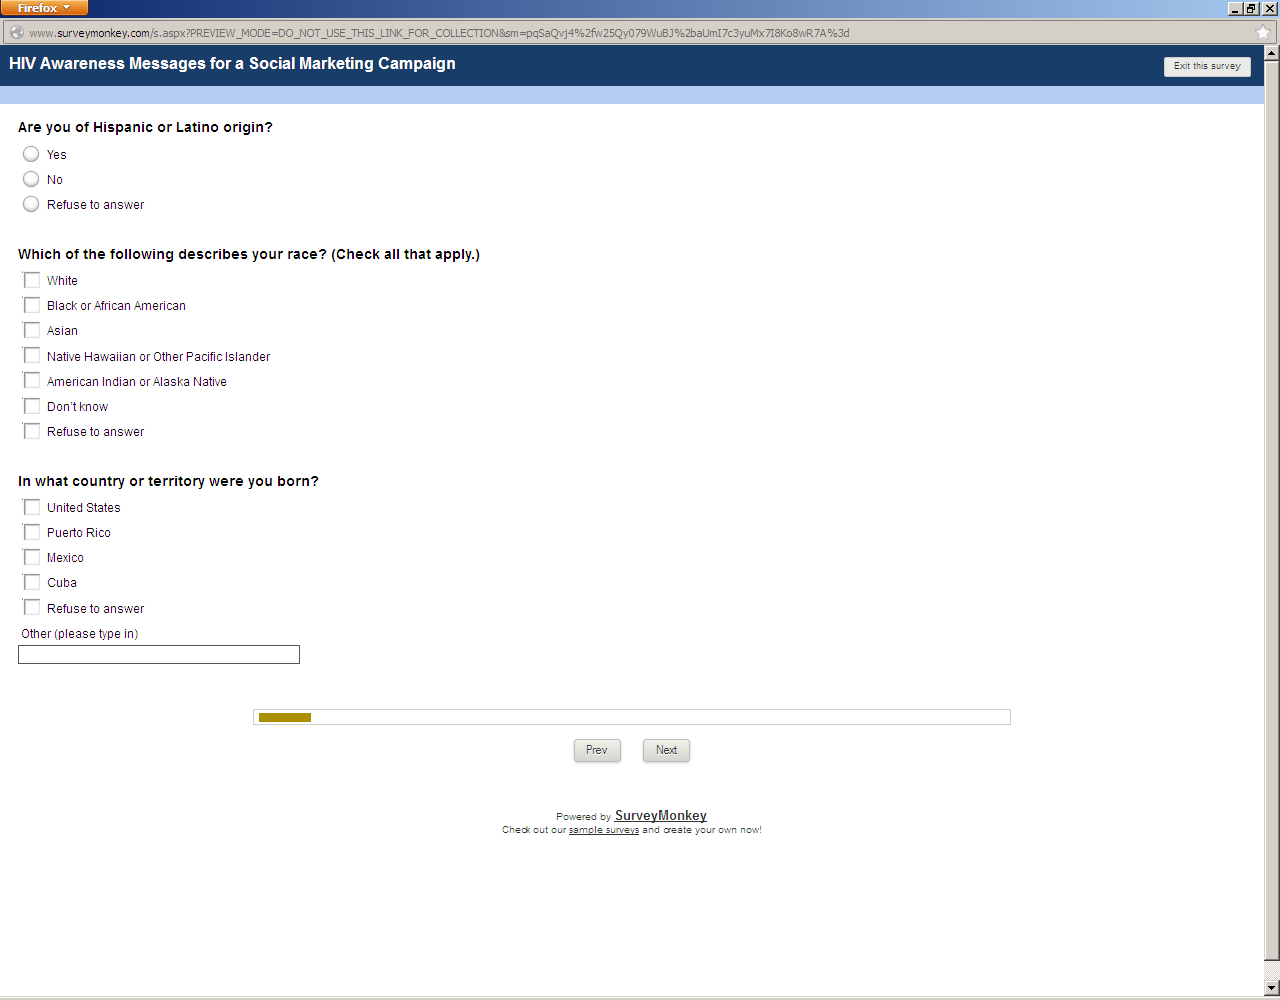 Firefox
www.surveymonkey.com/s.aspx?PREVIEW_MODE=DO_NOT_USE_THIS_LINK_FOR_COLLECTION&sm=pqSaQvj4%2fw25Qy079WuBJ%2baUmI7c3yuMx7I8Ko8wR7A%3d
HIV Awareness Messages for a Social Marketing Campaign
Exit this survey
Are you of Hispanic or Latino origin?
Yes
No
Refuse to answer
Which of the following describes your race? (Check all that apply.)
White
Black or African American
Asian
Native Hawaiian or Other Pacific Islander
American Indian or Alaska Native
Don't know
Refuse to answer
In what country or territory were you born?
United States
Puerto Rico
Mexico
Cuba
Refuse to answer
Other (please type in)
Prev Next
Powered by SurveyMonkey
Check out our sample surveys and create your own now!